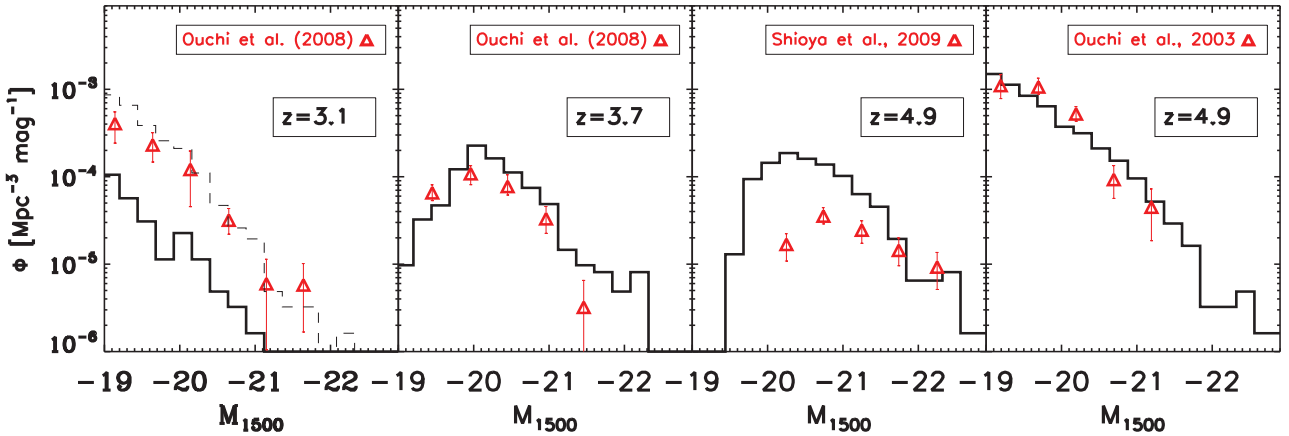 Ouchi et al. (2008)
Ouchi et al. (2008)
Shioya et al., 2009
Ouchi et al., 2003
z=3.1
z=3.7
z=4.9
z=4.9
Φ [Mpc⁻³ mag⁻¹]
10⁻³
10⁻⁴
10⁻⁵
10⁻⁶
-19 -20 -21 -22 -19 -20 -21 -22 -19 -20 -21 -22 -19 -20 -21 -22
M₁₅₀₀ M₁₅₀₀ M₁₅₀₀ M₁₅₀₀